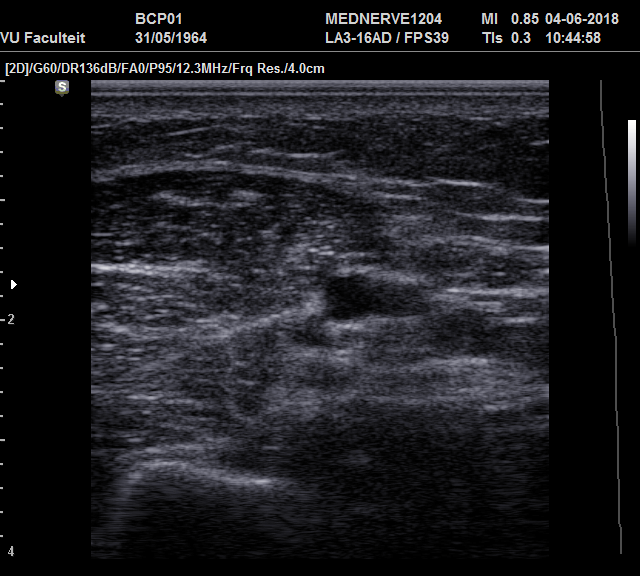 BCP01 MEDNERVE1204 MI 0.85 04-06-2018
VU Faculteit 31/05/1964 LA3-16AD / FPS39 TIs 0.3 10:44:58
[2D]/G60/DR136dB/FA0/P95/12.3MHz/Frq Res./4.0cm
S
2
4